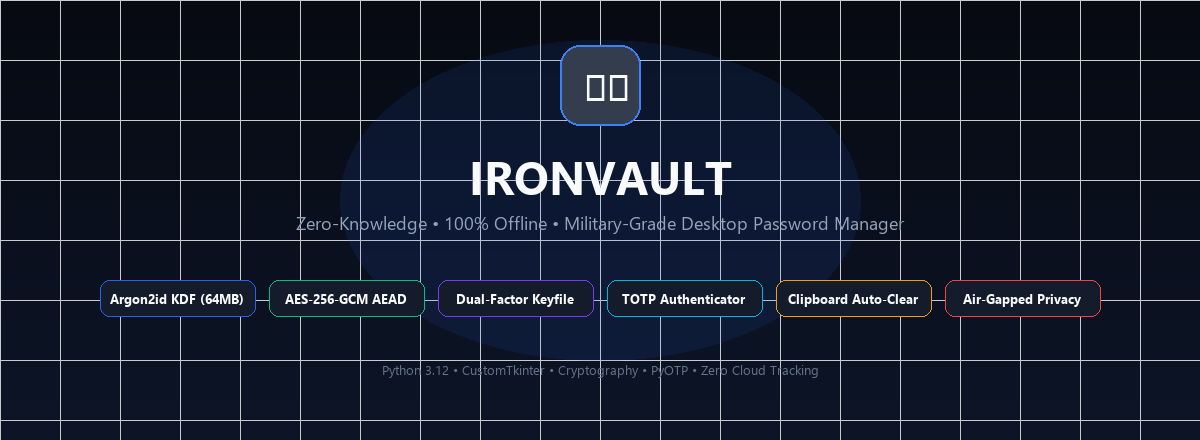 IRONVAULT
Zero-Knowledge • 100% Offline • Military-Grade Desktop Password Manager
Argon2id KDF (64MB) AES-256-GCM AEAD Dual-Factor Keyfile TOTP Authenticator Clipboard Auto-Clear Air-Gapped Privacy
Python 3.12 • CustomTkinter • Cryptography • PyOTP • Zero Cloud Tracking